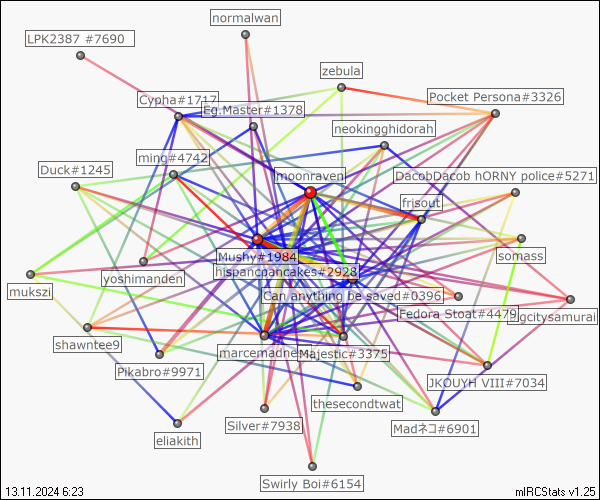 normalwan
LPK2387 #7690
zebula
Cypha#1717
Eg.Master#1378
Pocket Persona#3326
neokingghidorah
ming#4742
Duck#1245
moonraven
DacobDacob hORNY police#5271
frisout
Mushy#1984
hispancpancakes#2928
somass
yoshimanden
mukszi
Can anything be saved#0396
Fedora Stoat#4479
shawntee9
marcemadne
Majestic#3375
Pikabro#9971
JKOUYH VIII#7034
thesecondtwat
Silver#7938
Madネコ#6901
eliakith
Swirly Boi#6154
13.11.2024 6:23
mIRCStats v1.25